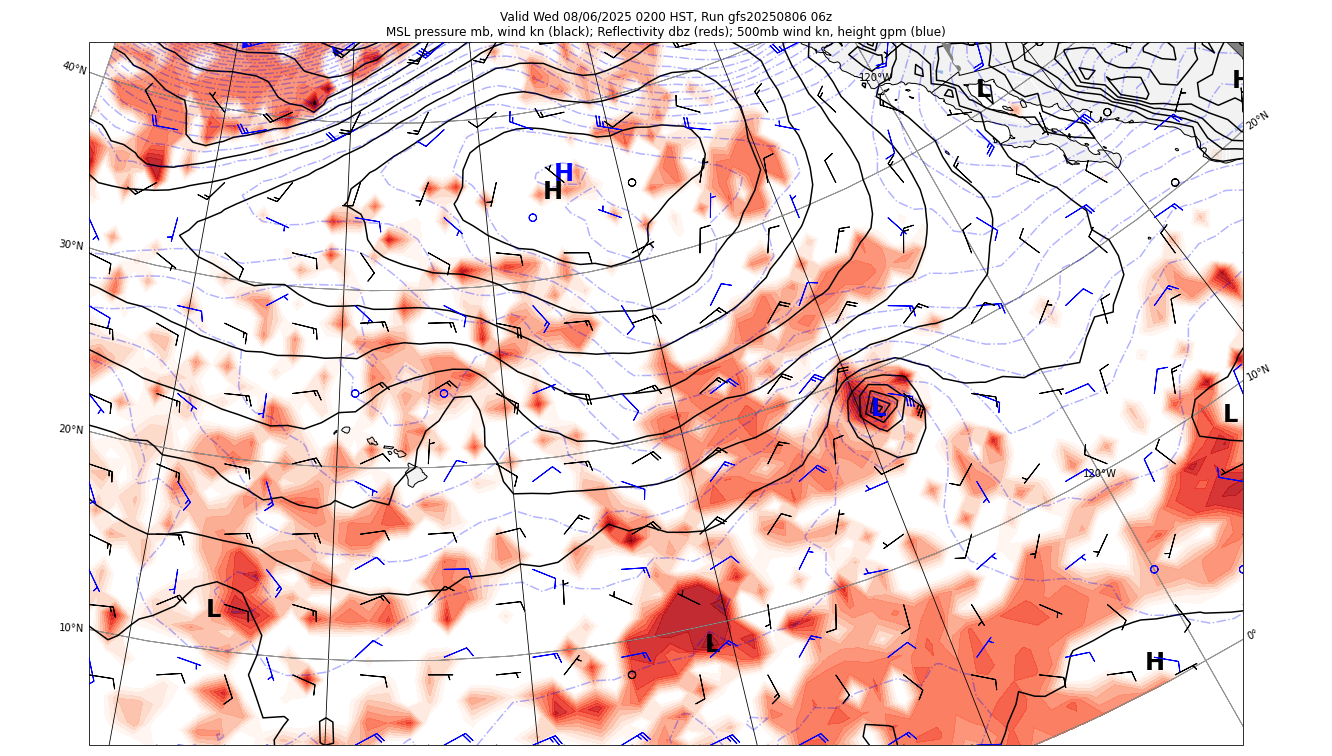 Valid Wed 08/06/2025 0200 HST, Run gfs20250806 06z
MSL pressure mb, wind kn (black); Reflectivity dbz (reds); 500mb wind kn, height gpm (blue)
40°N
120°W
L
H
20°N
H
H
30°N
10°N
L
L
20°N
120°W
L
10°N
L
0°
H